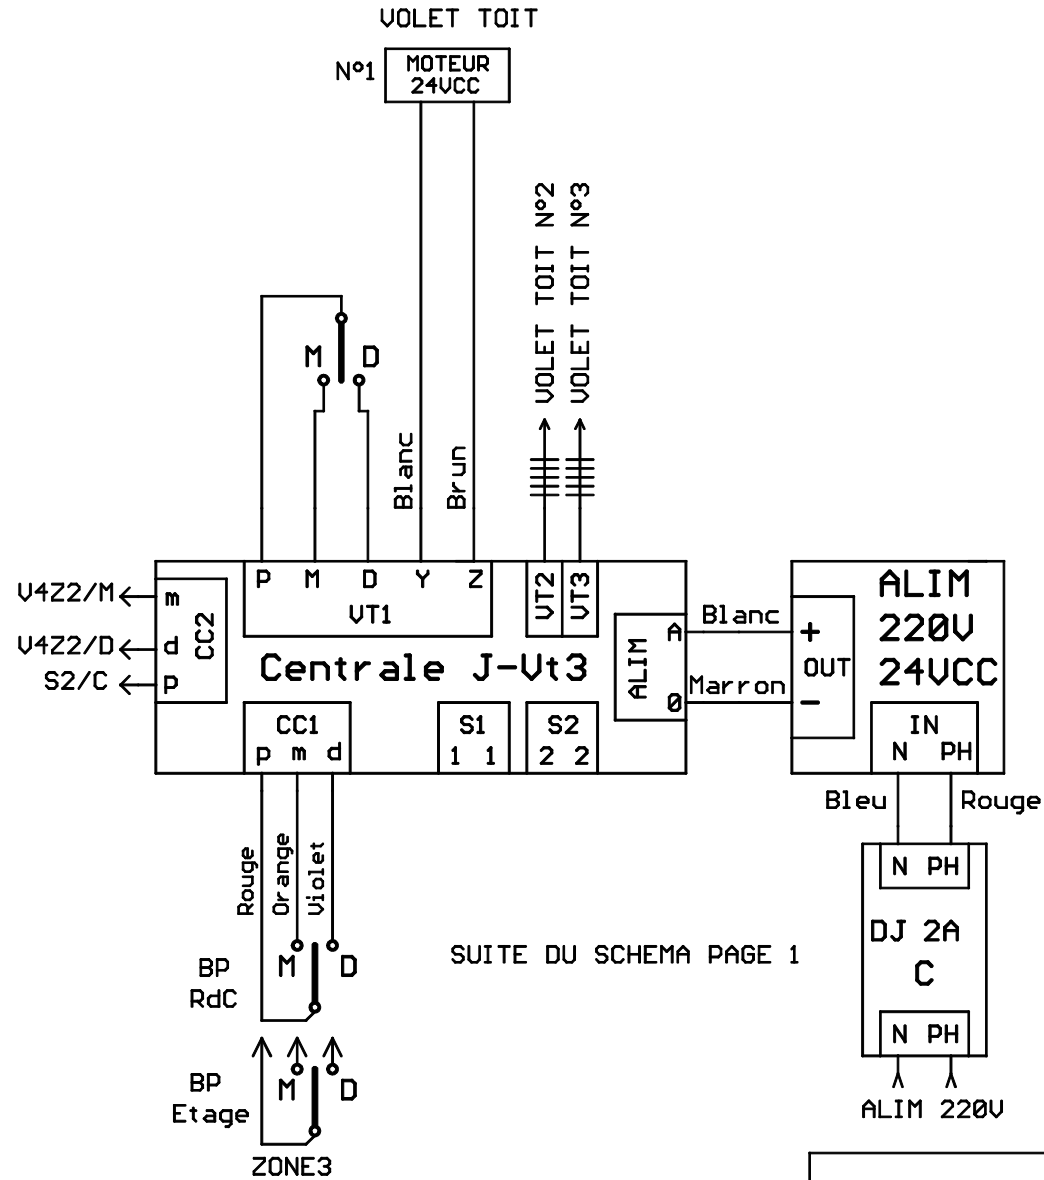 VOLET TOIT
N°1
MOTEUR
24VCC
VOLET TOIT N°2
VOLET TOIT N°3
M D
Blanc
Brun
P M D Y Z
VT1
VT2
VT3
V4Z2/M
V4Z2/D
S2/C
m
d
p
CC2
Centrale J-Vt3
ALIM
A
0
Blanc
Marron
+
OUT
-
ALIM
220V
24VCC
IN
N PH
CC1
p m d
S1
1 1
S2
2 2
Bleu
Rouge
Rouge
Orange
Violet
N PH
DJ 2A
C
N PH
ALIM 220V
M D
BP
RdC
SUITE DU SCHEMA PAGE 1
M D
BP
Etage
ZONE3